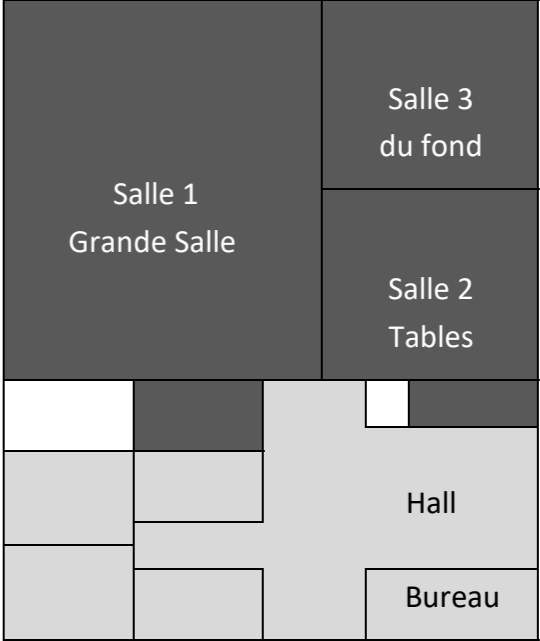 Salle 3
du fond
Salle 1
Grande Salle
Salle 2
Tables
Hall
Bureau